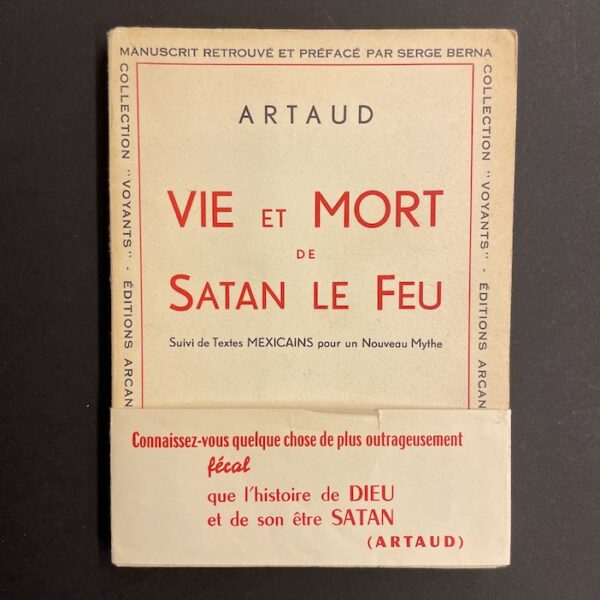 MANUSCRIT RETROUVÉ ET PRÉFACÉ PAR SERGE BERNA
COLLECTION "VOYANTS" - ÉDITIONS ARCAN
ARTAUD
VIE ET MORT
DE
SATAN LE FEU
Suivi de Textes MEXICAINS pour un Nouveau Mythe
COLLECTION "VOYANTS" - ÉDITIONS ARCAN
Connaissez-vous quelque chose de plus outrageusement
fécal
que l'histoire de DIEU
et de son être SATAN
(ARTAUD)